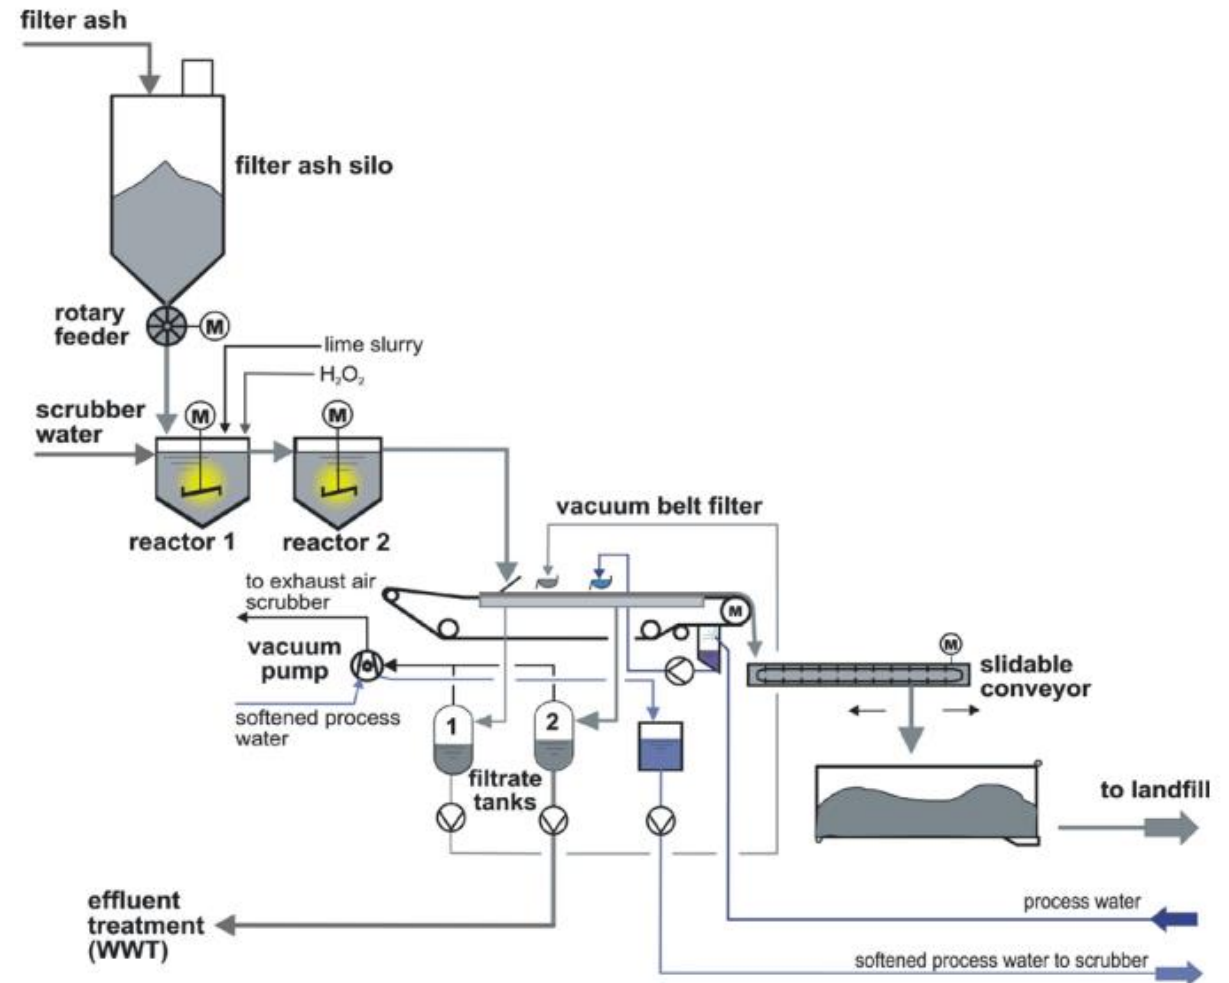 filter ash
filter ash silo
rotary
feeder
M
lime slurry
H₂O₂
scrubber
water
M
M
reactor 1
reactor 2
vacuum belt filter
to exhaust air
scrubber
M
vacuum
pump
M
slidable
conveyor
softened process
water
1
2
filtrate
tanks
to landfill
effluent
treatment
(WWT)
process water
softened process water to scrubber